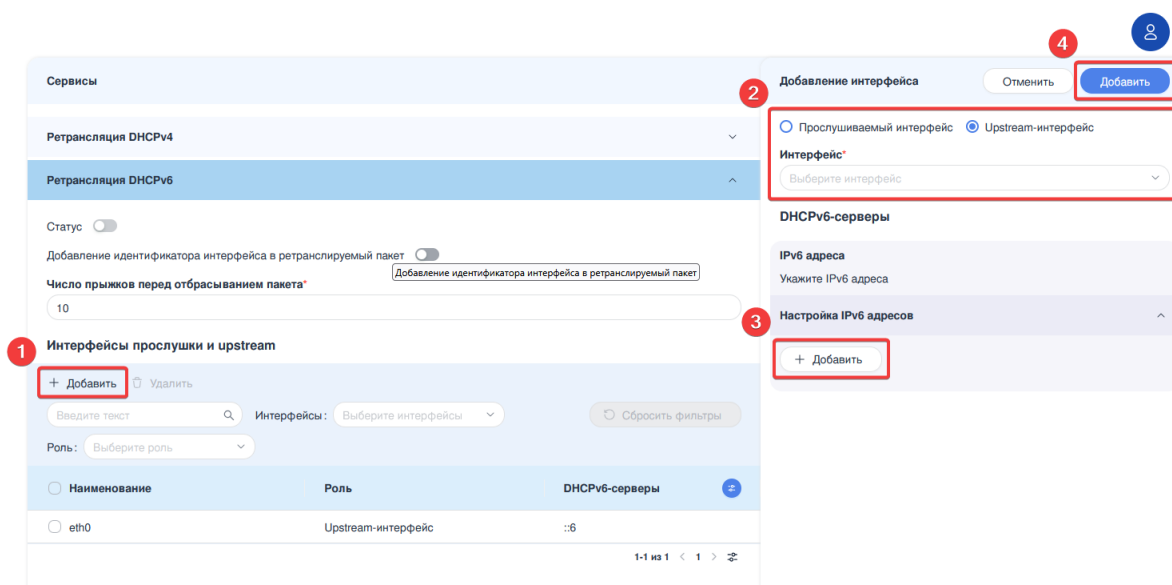 4
Сервисы
Добавление интерфейса
Отменить
Добавить
2
Прослушиваемый интерфейс
Upstream-интерфейс
Интерфейс*
Выберите интерфейс
DHCPv6-серверы
IPv6 адреса
Укажите IPv6 адреса
Настройка IPv6 адресов
3
+ Добавить
Ретрансляция DHCPv4
Ретрансляция DHCPv6
Статус
Добавление идентификатора интерфейса в ретранслируемый пакет
Добавление идентификатора интерфейса в ретранслируемый пакет
Число прыжков перед отбрасыванием пакета*
10
Интерфейсы прослушки и upstream
1
+ Добавить
Удалить
Введите текст
Интерфейсы:
Выберите интерфейсы
Сбросить фильтры
Роль:
Выберите роль
Наименование
Роль
DHCPv6-серверы
eth0
Upstream-интерфейс
::6
1-1 из 1 < 1 >